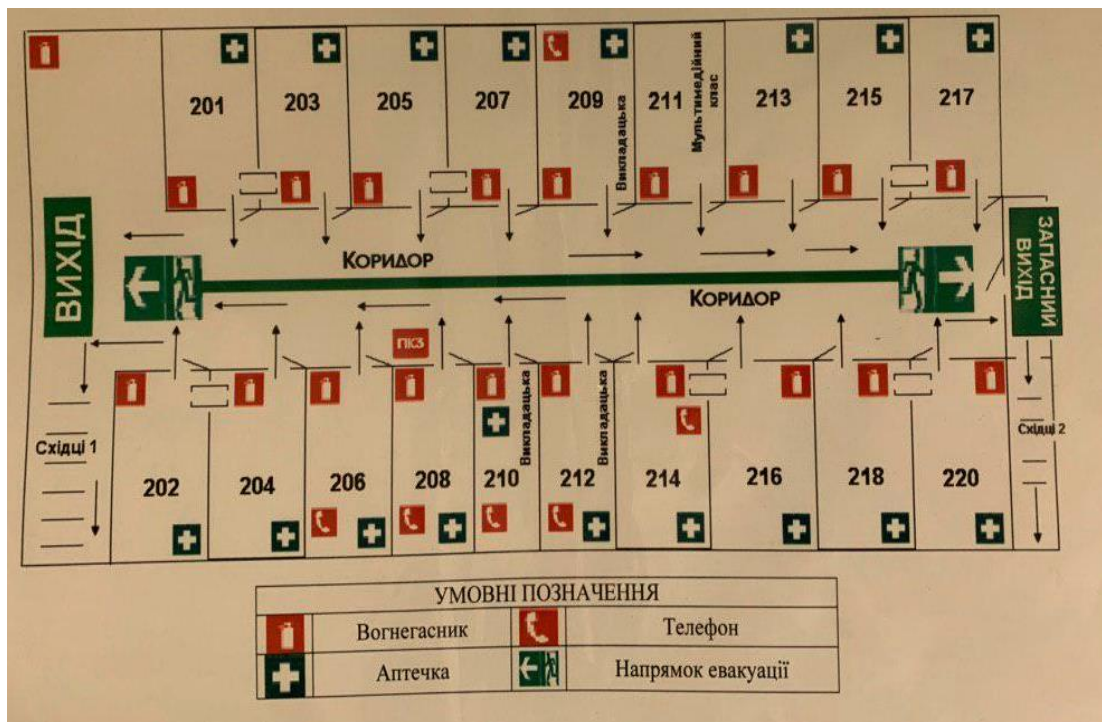 201
203
205
207
209
Викладацька
211
Мультимедійний
клас
213
215
217
ВИХІД
КОРИДОР
КОРИДОР
ЗАПАСНИЙ
ВИХІД
ПКЗ
Східці 1
202
204
206
208
210
Викладацька
212
Викладацька
214
216
218
220
Східці 2
УМОВНІ ПОЗНАЧЕННЯ
Вогнегасник
Телефон
Аптечка
Напрямок евакуації